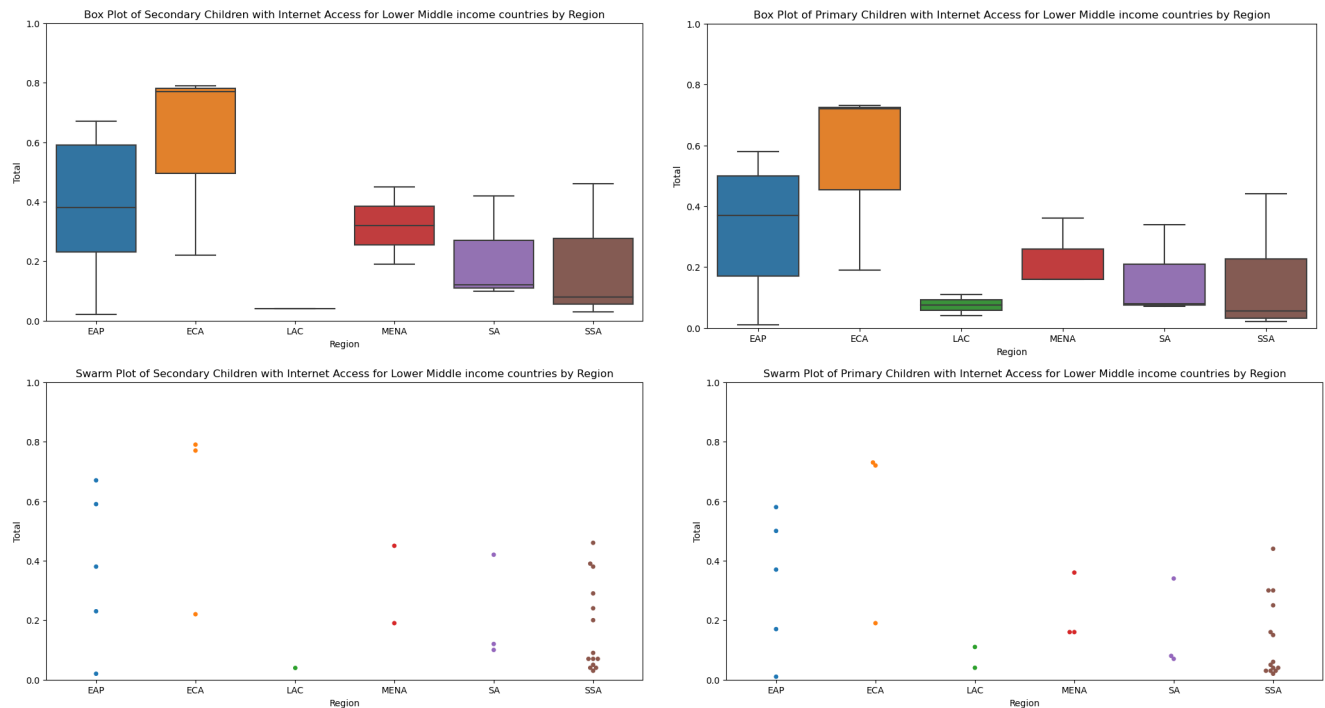 Box Plot of Secondary Children with Internet Access for Lower Middle income countries by Region
1.0
0.8
0.6
0.4
0.2
0.0
Total
EAP ECA LAC MENA SA SSA
Region
Box Plot of Primary Children with Internet Access for Lower Middle income countries by Region
1.0
0.8
0.6
0.4
0.2
0.0
Total
EAP ECA LAC MENA SA SSA
Region
Swarm Plot of Secondary Children with Internet Access for Lower Middle income countries by Region
1.0
0.8
0.6
0.4
0.2
0.0
Total
EAP ECA LAC MENA SA SSA
Region
Swarm Plot of Primary Children with Internet Access for Lower Middle income countries by Region
1.0
0.8
0.6
0.4
0.2
0.0
Total
EAP ECA LAC MENA SA SSA
Region